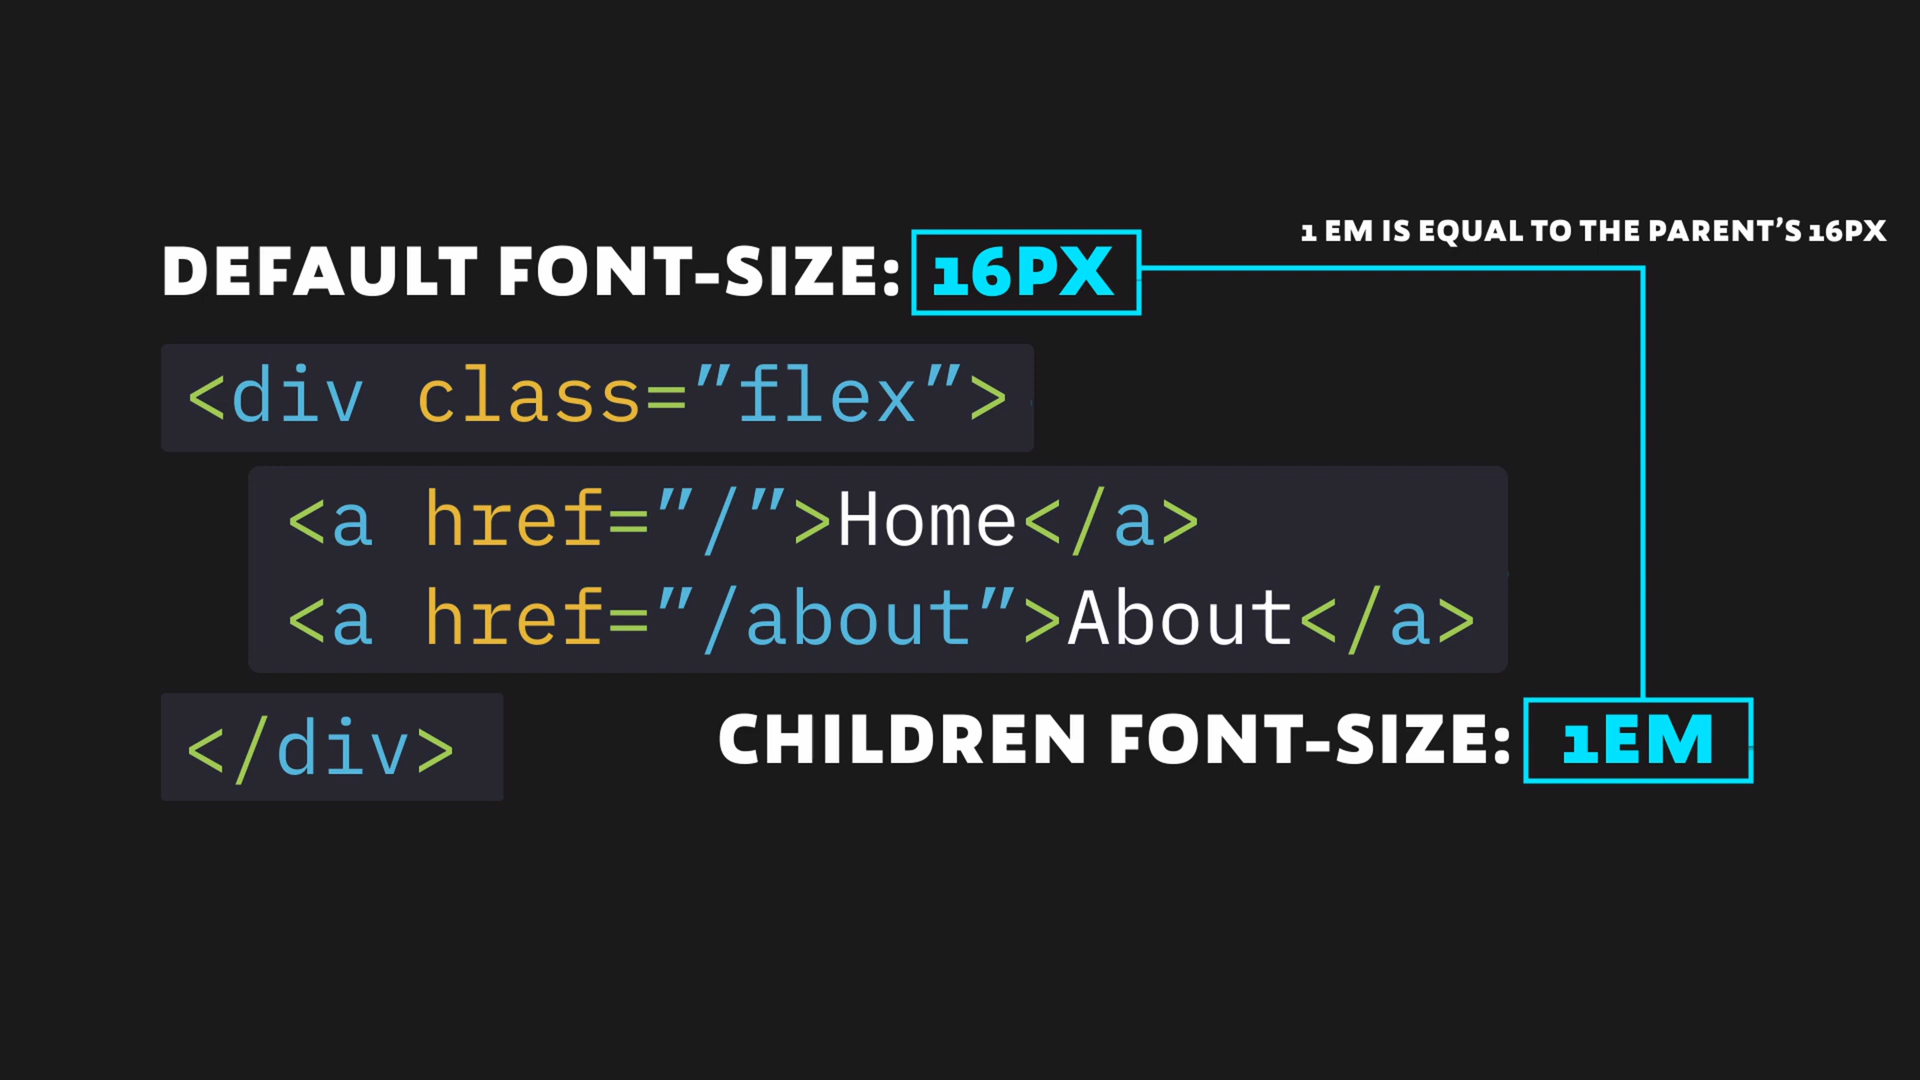 1 EM IS EQUAL TO THE PARENT’S 16PX
DEFAULT FONT-SIZE: 16PX
<div class=”flex”>
<a href=”/”>Home</a>
<a href=”/about”>About</a>
</div>
CHILDREN FONT-SIZE: 1EM